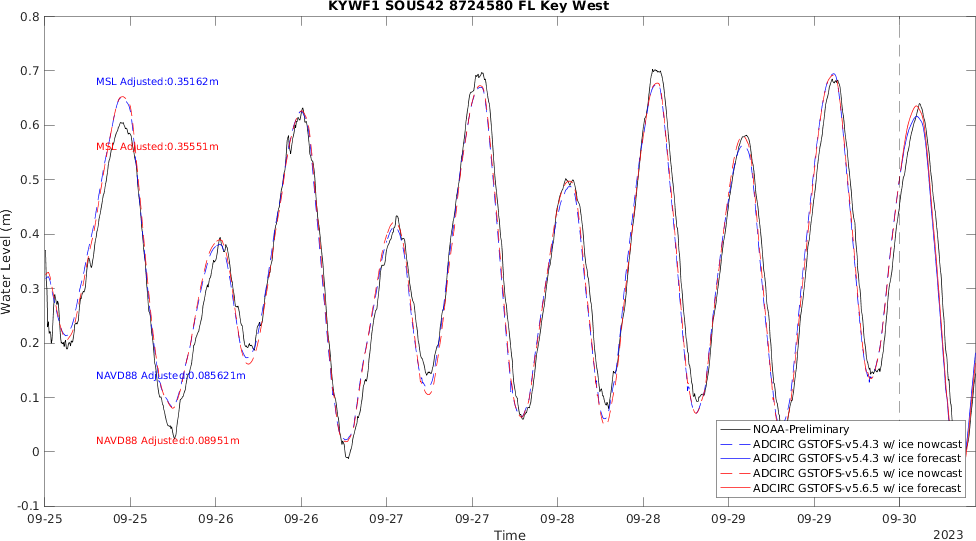 KYWF1 SOUS42 8724580 FL Key West
0.8
0.7
0.6
0.5
0.4
0.3
0.2
0.1
0
-0.1
Water Level (m)
MSL Adjusted:0.35162m
MSL Adjusted:0.35551m
NAVD88 Adjusted:0.085621m
NAVD88 Adjusted:0.08951m
NOAA-Preliminary
ADCIRC GSTOFS-v5.4.3 w/ ice nowcast
ADCIRC GSTOFS-v5.4.3 w/ ice forecast
ADCIRC GSTOFS-v5.6.5 w/ ice nowcast
ADCIRC GSTOFS-v5.6.5 w/ ice forecast
09-25 09-25 09-26 09-26 09-27 09-27 09-28 09-28 09-29 09-29 09-30
Time
2023